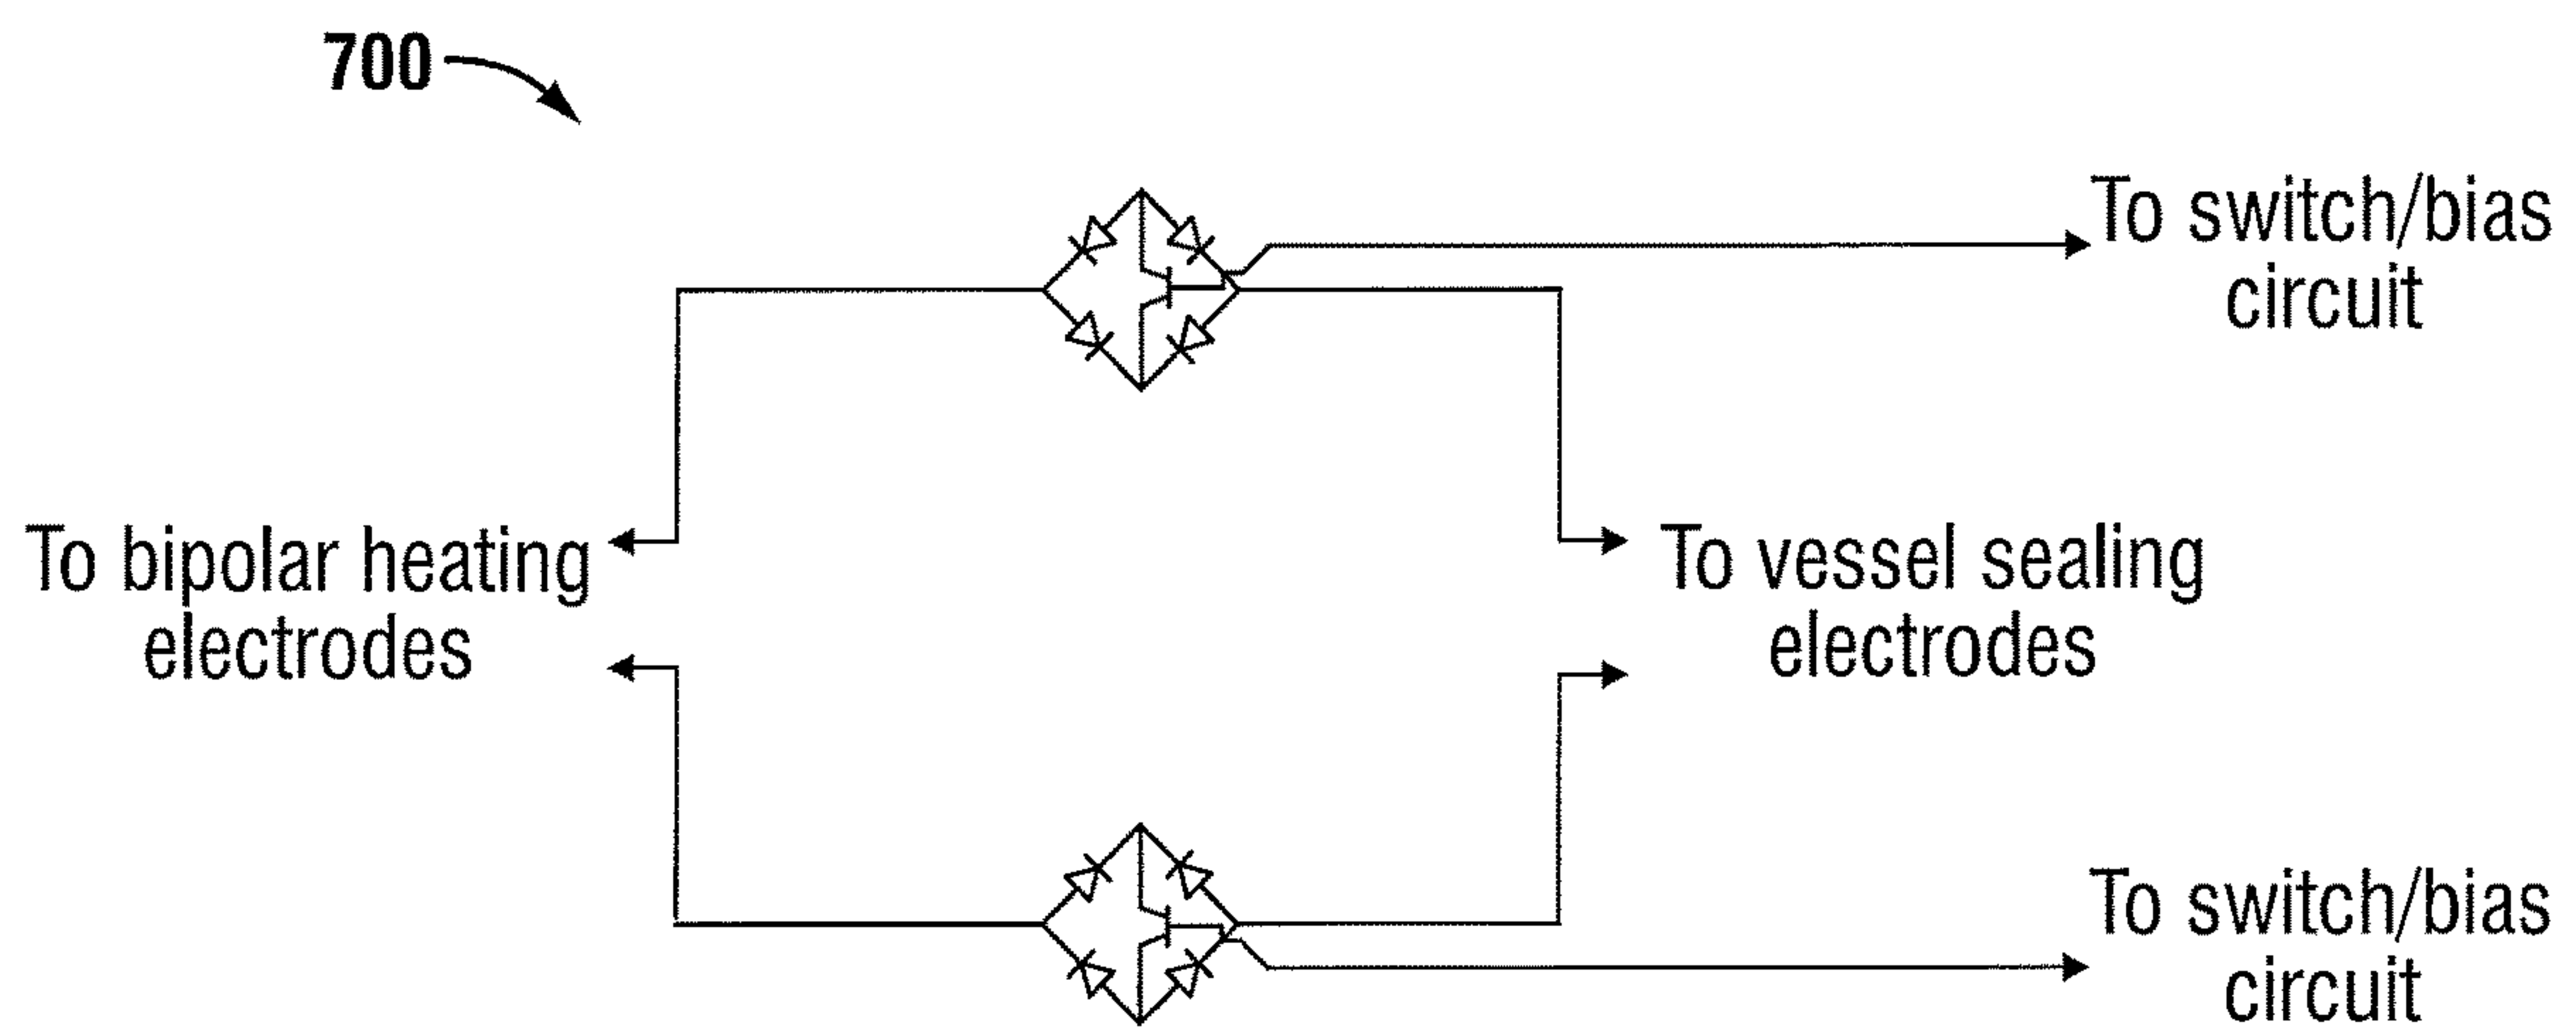 700
To switch/bias
circuit
To bipolar heating
electrodes
To vessel sealing
electrodes
To switch/bias
circuit